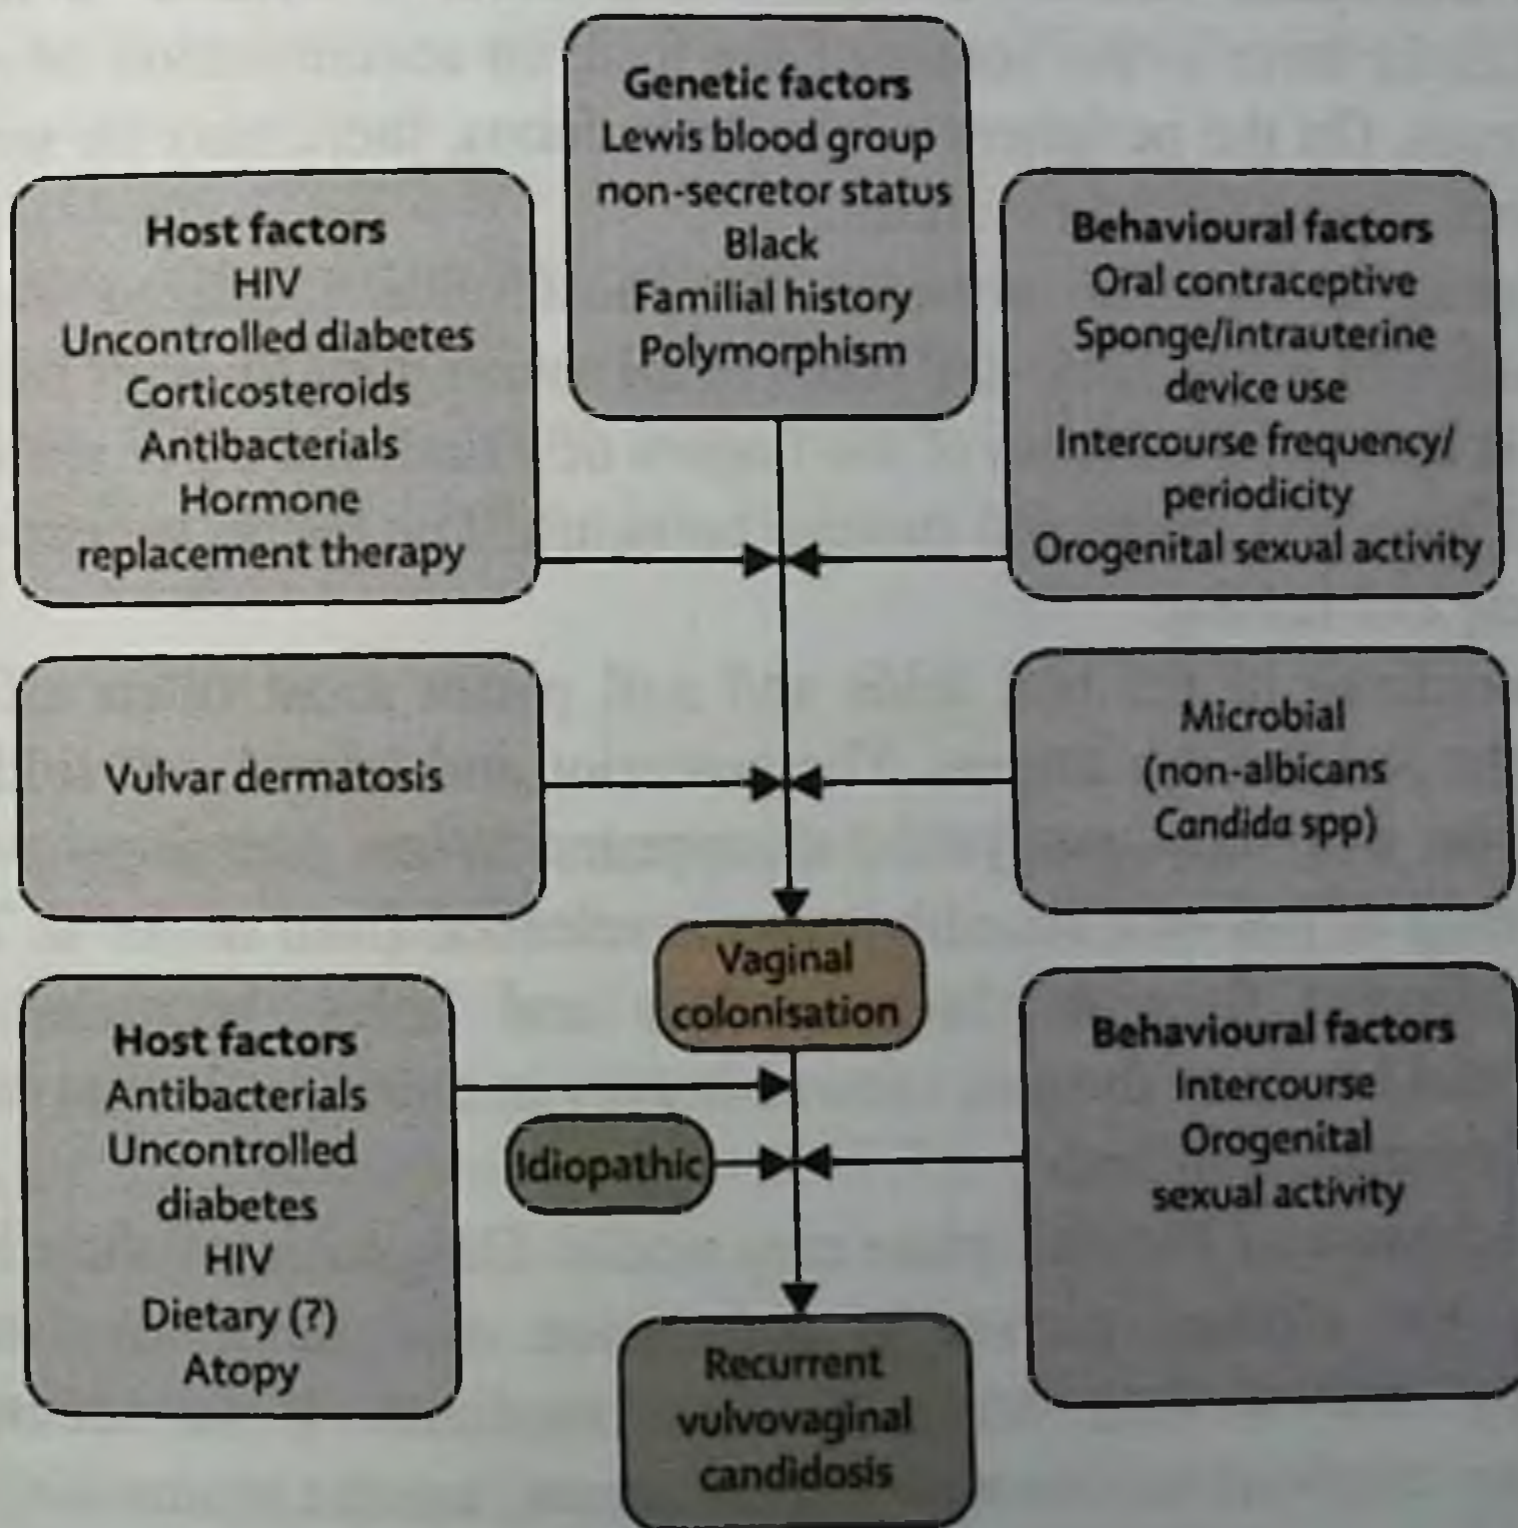 Genetic factors
Lewis blood group
non-secretor status
Black
Familial history
Polymorphism
Host factors
HIV
Uncontrolled diabetes
Corticosteroids
Antibacterials
Hormone
replacement therapy
Behavioural factors
Oral contraceptive
Sponge/intrauterine
device use
Intercourse frequency/
periodicity
Orogenital sexual activity
Vulvar dermatosis
Microbial
(non-albicans
Candida spp)
Vaginal
colonisation
Host factors
Antibacterials
Uncontrolled
diabetes
HIV
Dietary (?)
Atopy
Idiopathic
Behavioural factors
Intercourse
Orogenital
sexual activity
Recurrent
vulvovaginal
candidosis